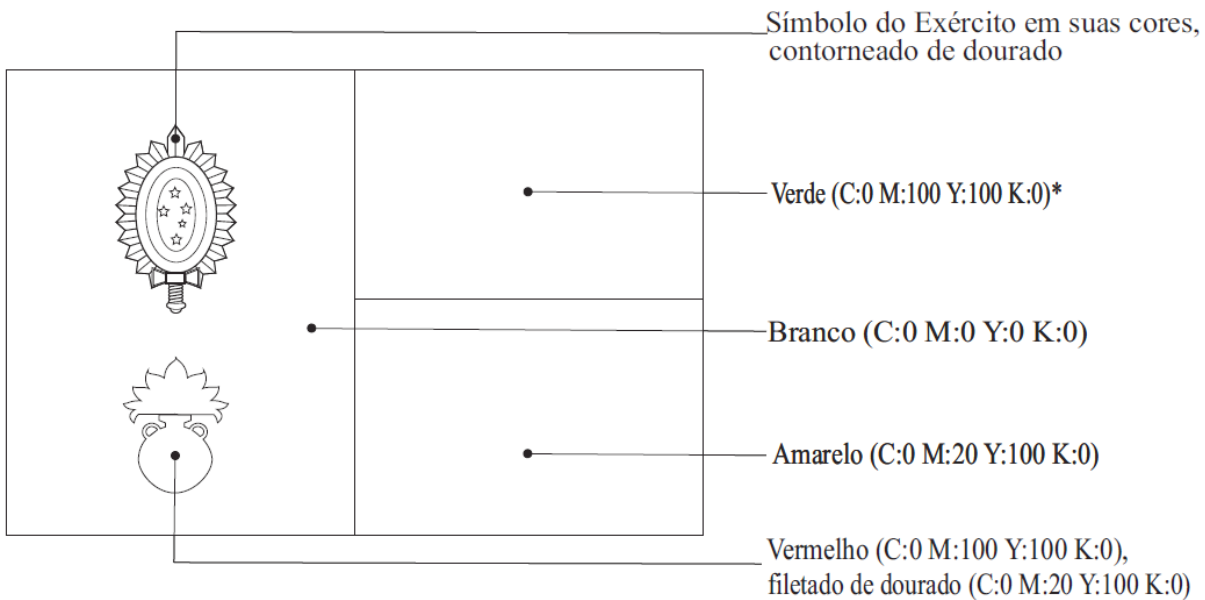 Símbolo do Exército em suas cores,
contorneado de dourado
Verde (C:0 M:100 Y:100 K:0)*
Branco (C:0 M:0 Y:0 K:0)
Amarelo (C:0 M:20 Y:100 K:0)
Vermelho (C:0 M:100 Y:100 K:0),
filetado de dourado (C:0 M:20 Y:100 K:0)